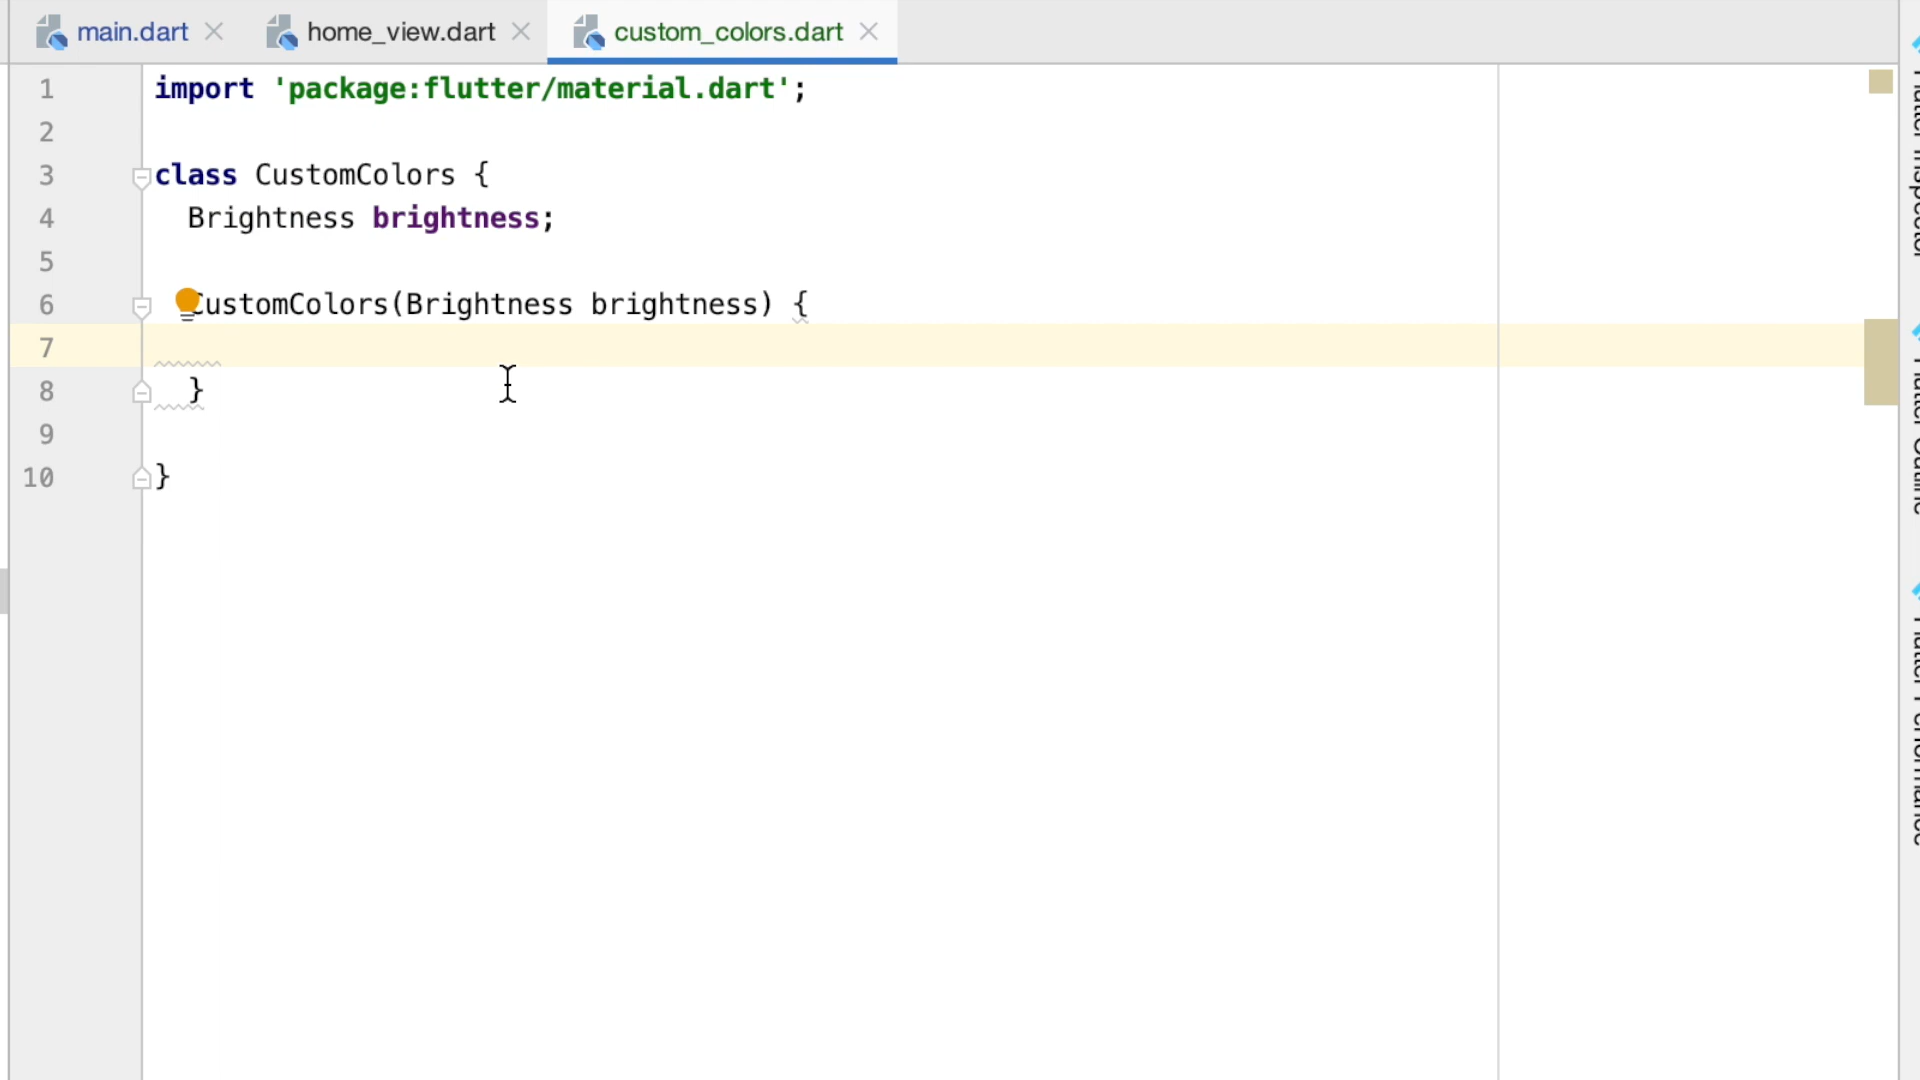 main.dart
home_view.dart
custom_colors.dart
1 import 'package:flutter/material.dart';
2
3 class CustomColors {
4 Brightness brightness;
5
6 CustomColors(Brightness brightness) {
7
8 }
9
10 }